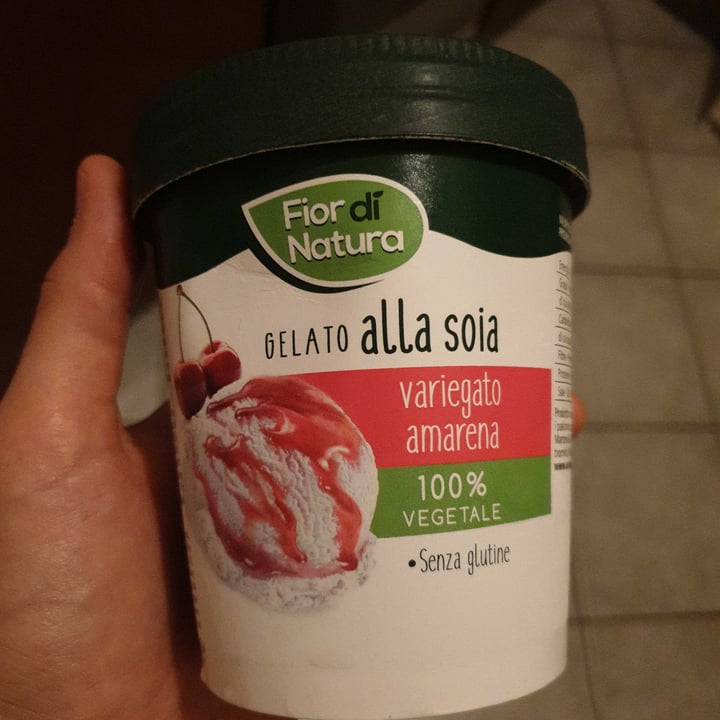 Fior di
Natura
GELATO alla soia
variegato
amarena
100%
VEGETALE
• Senza glutine